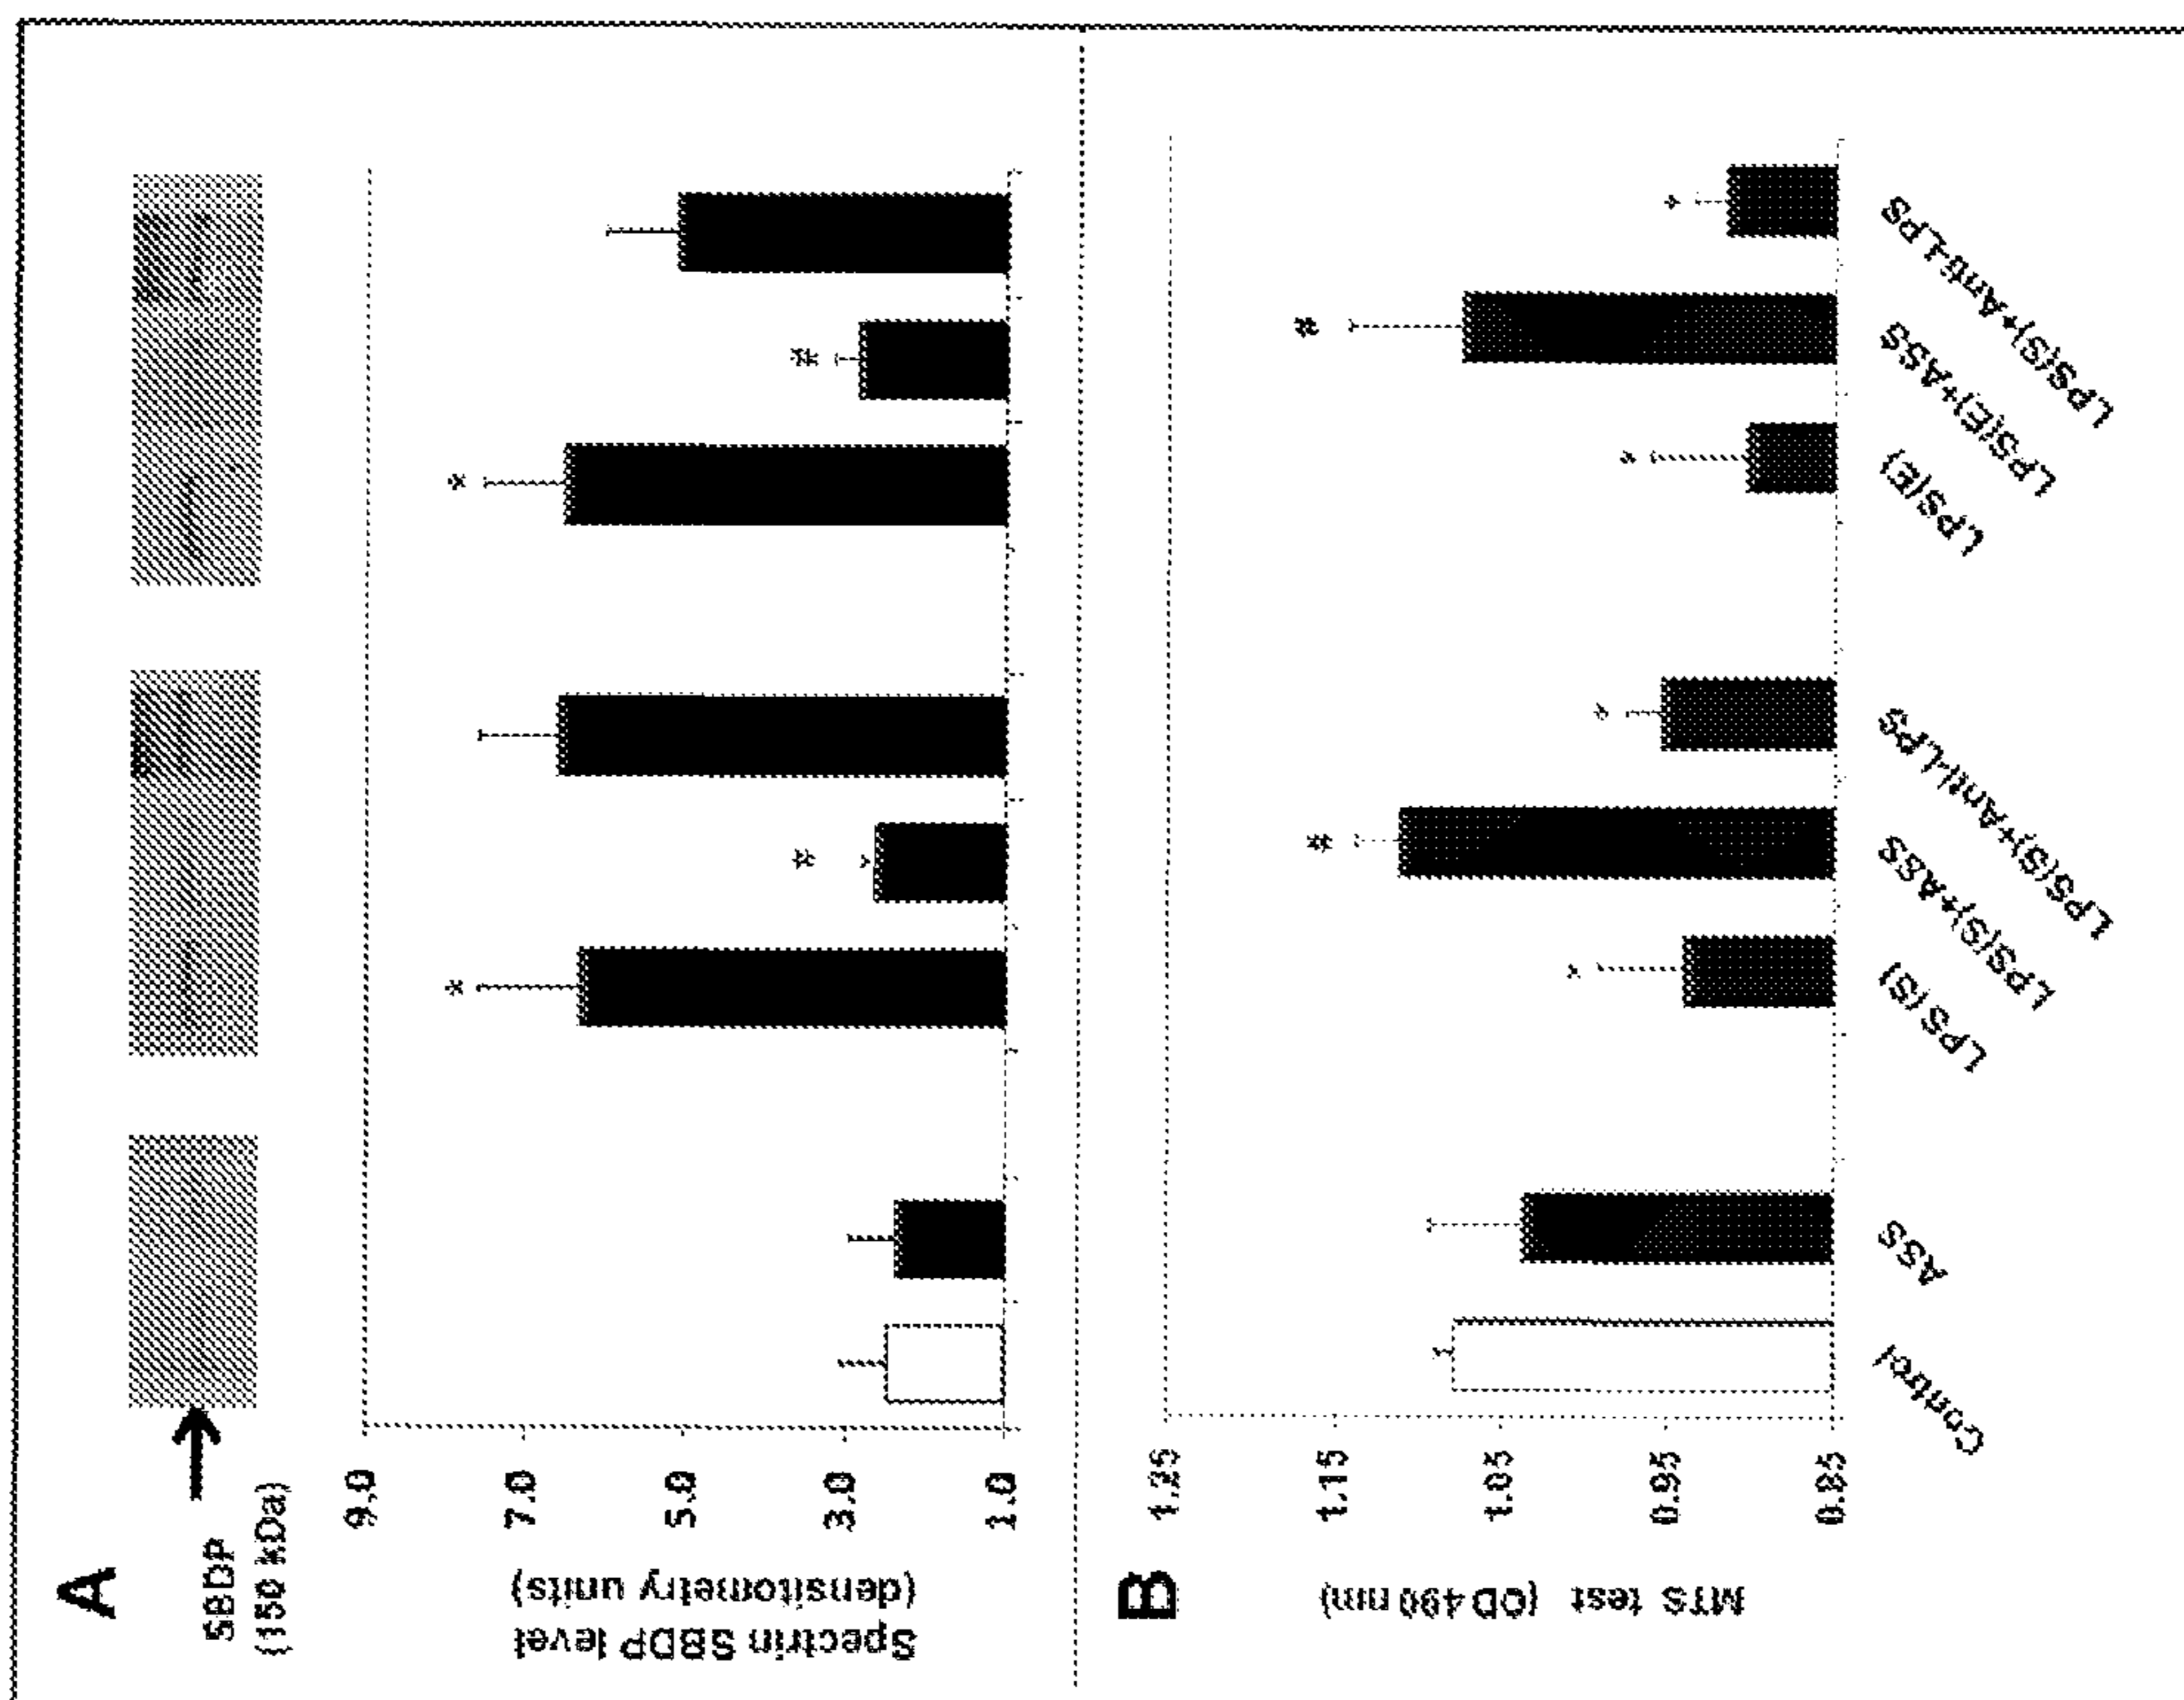 A
SBDP
(150 kDa)
Spectrin SBDP level
(densitometry units)
9.0
7.0
5.0
3.0
1.0
*
#
*
#
B
MTS test (OD 490 nm)
1.25
1.15
1.05
0.95
0.85
*
#
*
*
#
*
Control
ASS
LPS(S)
LPS(S)+ASS
LPS(S)+Anti-LPS
LPS(E)
LPS(E)+ASS
LPS(S)+Anti-LPS